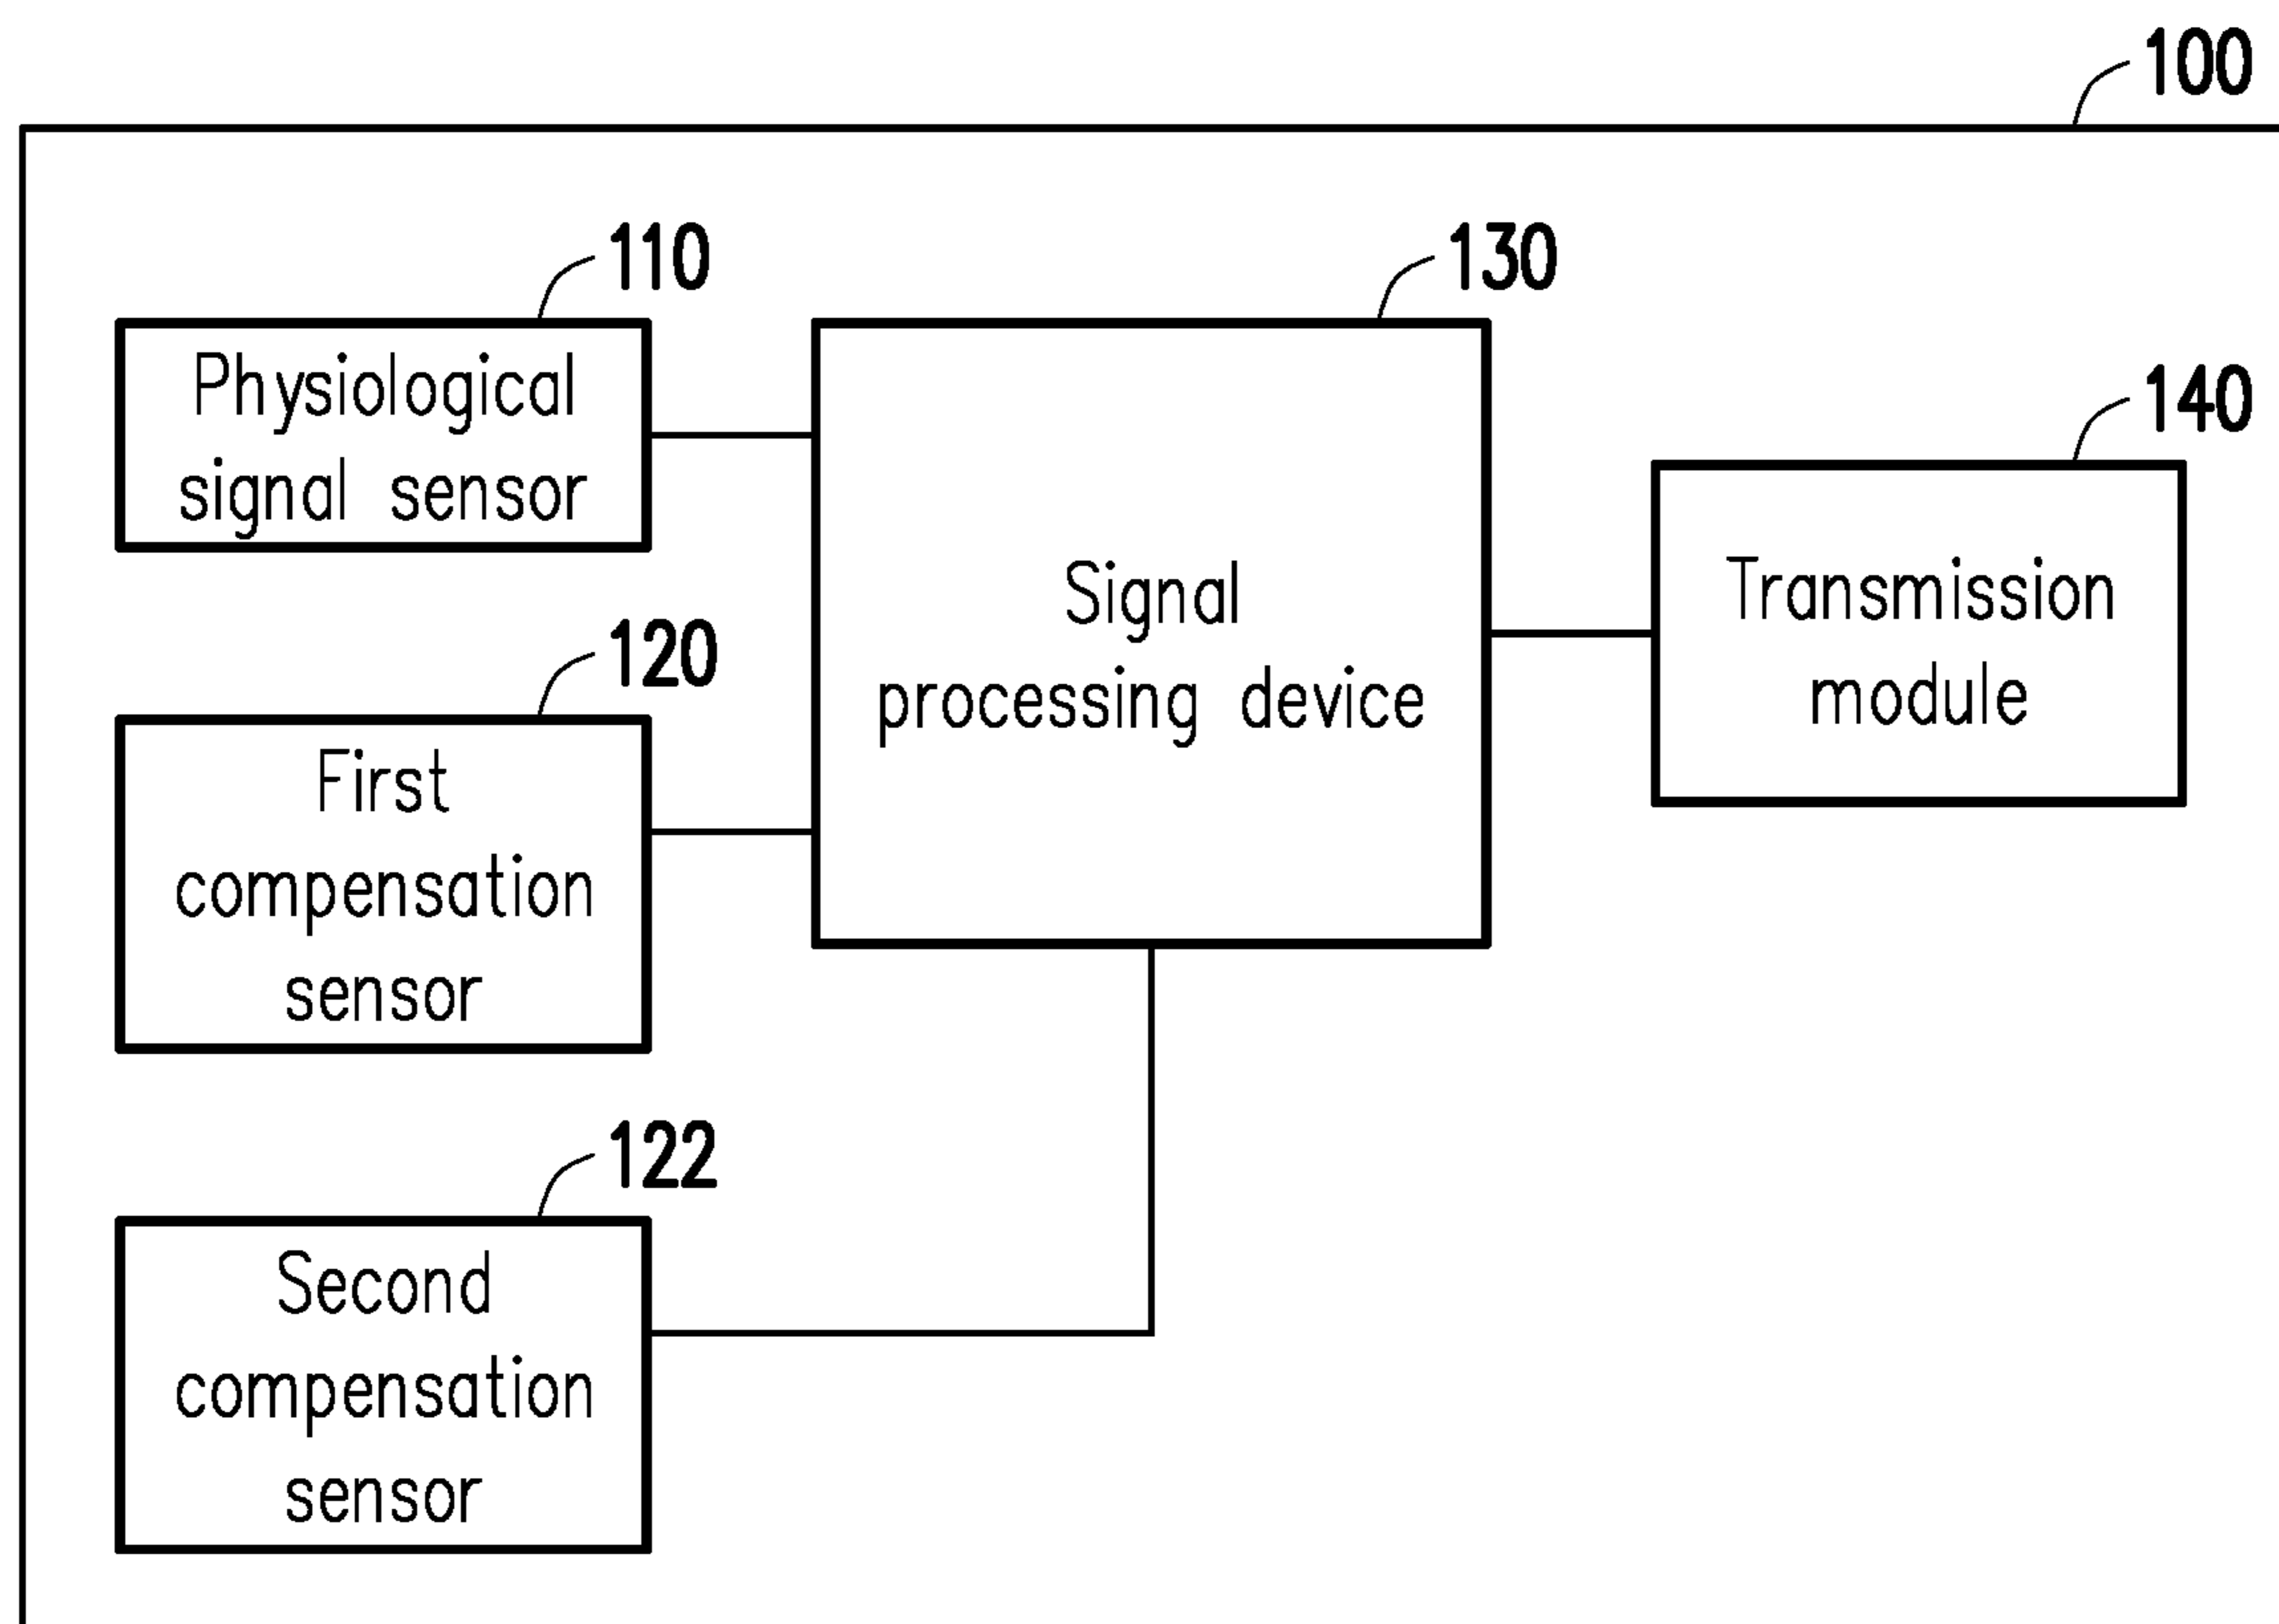 100
110
Physiological
signal sensor
120
First
compensation
sensor
122
Second
compensation
sensor
130
Signal
processing device
140
Transmission
module